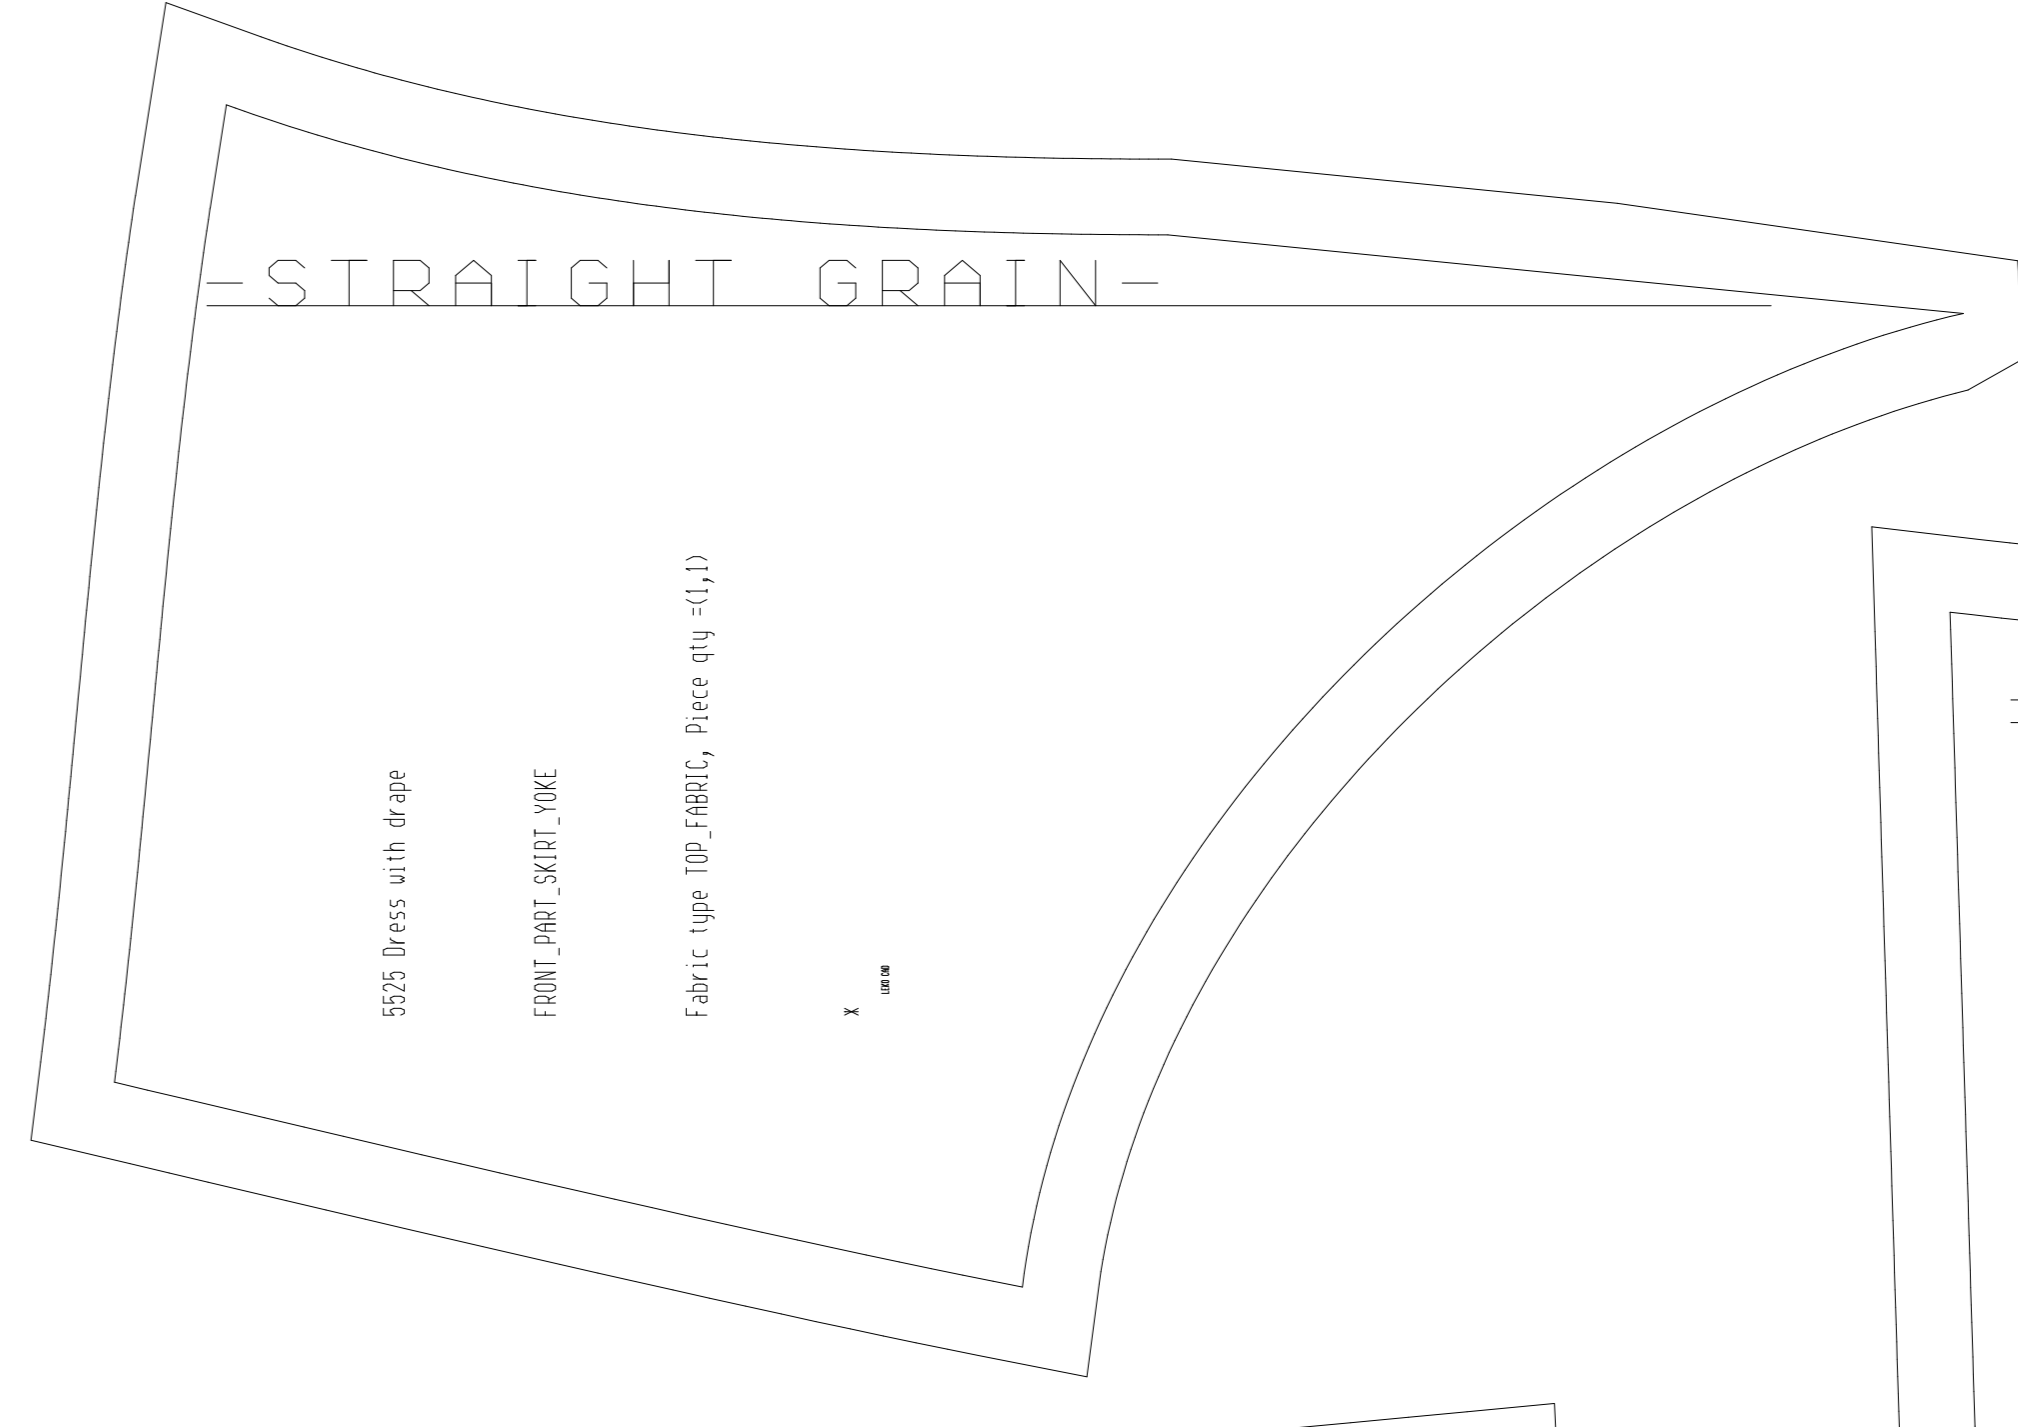 -STRAIGHT GRAIN-
5525 Dress with drape
FRONT_PART_SKIRT_YOKE
Fabric type TOP_FABRIC, Piece qty =(1,1)